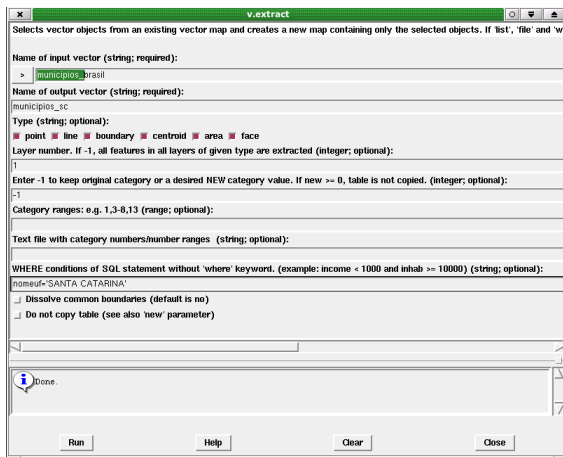 v.extract
Selects vector objects from an existing vector map and creates a new map containing only the selected objects. If 'list', 'file' and 'w
Name of input vector (string; required):
> municipios_brasil
Name of output vector (string; required):
municipios_sc
Type (string; optional):
point line boundary centroid area face
Layer number. If -1, all features in all layers of given type are extracted (integer; optional):
1
Enter -1 to keep original category or a desired NEW category value. If new >= 0, table is not copied. (integer; optional):
-1
Category ranges: e.g. 1,3-8,13 (range; optional):
Text file with category numbers/number ranges (string; optional):
WHERE conditions of SQL statement without 'where' keyword. (example: income < 1000 and inhab >= 10000) (string; optional):
nomeuf='SANTA CATARINA'
Dissolve common boundaries (default is no)
Do not copy table (see also 'new' parameter)
Done.
Run Help Clear Close